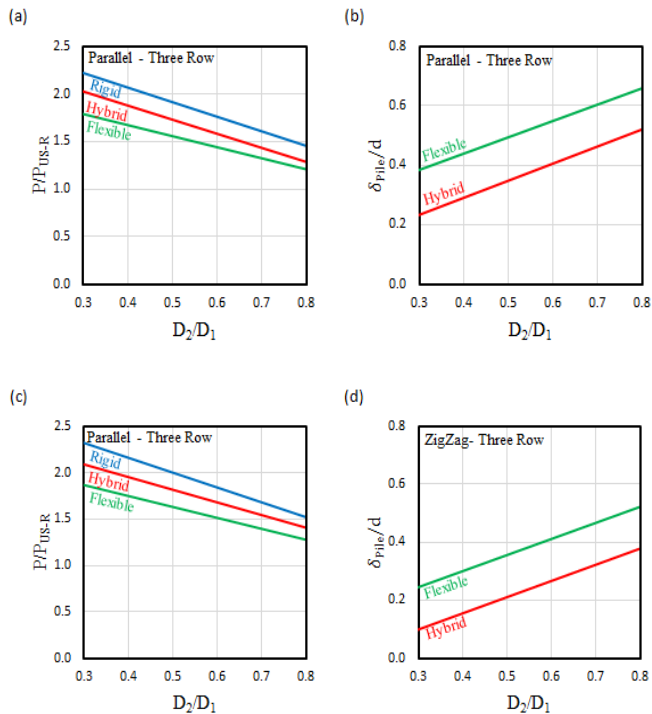 (a)
(b)
Parallel - Three Row
Rigid
Hybrid
Flexible
P/P_US-R
2.5
2.0
1.5
1.0
0.5
0.0
0.3 0.4 0.5 0.6 0.7 0.8
D₂/D₁
Parallel - Three Row
Flexible
Hybrid
δ_Pile/d
0.8
0.6
0.4
0.2
0.0
0.3 0.4 0.5 0.6 0.7 0.8
D₂/D₁
(c)
(d)
Parallel - Three Row
Rigid
Hybrid
Flexible
P/P_US-R
2.5
2.0
1.5
1.0
0.5
0.0
0.3 0.4 0.5 0.6 0.7 0.8
D₂/D₁
ZigZag- Three Row
Flexible
Hybrid
δ_Pile/d
0.8
0.6
0.4
0.2
0.0
0.3 0.4 0.5 0.6 0.7 0.8
D₂/D₁